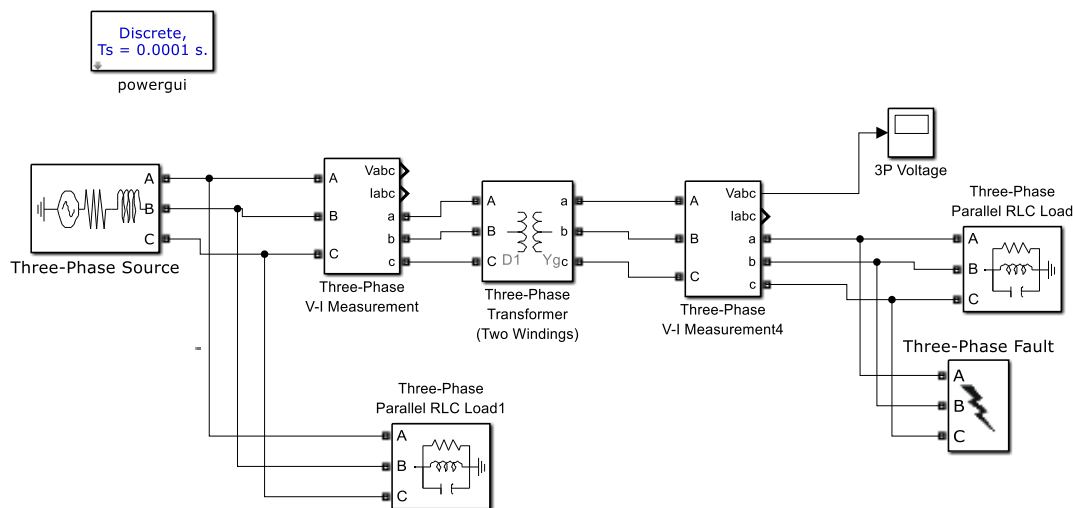 Discrete,
Ts = 0.0001 s.
powergui
A
B
C
Three-Phase Source
A
B
C
Vabc
Iabc
a
b
c
Three-Phase
V-I Measurement
A
B
C
D1
Yg
a
b
c
Three-Phase
Transformer
(Two Windings)
A
B
C
Vabc
Iabc
a
b
c
Three-Phase
V-I Measurement4
3P Voltage
Three-Phase
Parallel RLC Load
A
B
C
Three-Phase Fault
A
B
C
Three-Phase
Parallel RLC Load1
A
B
C